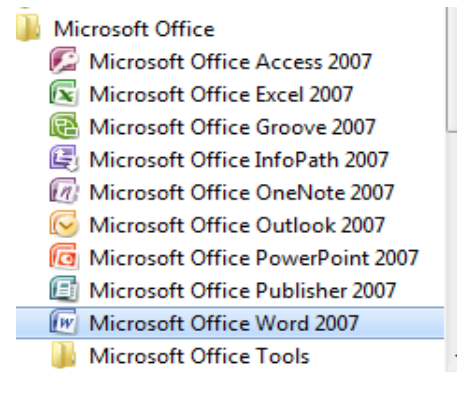 Microsoft Office
Microsoft Office Access 2007
Microsoft Office Excel 2007
Microsoft Office Groove 2007
Microsoft Office InfoPath 2007
Microsoft Office OneNote 2007
Microsoft Office Outlook 2007
Microsoft Office PowerPoint 2007
Microsoft Office Publisher 2007
Microsoft Office Word 2007
Microsoft Office Tools